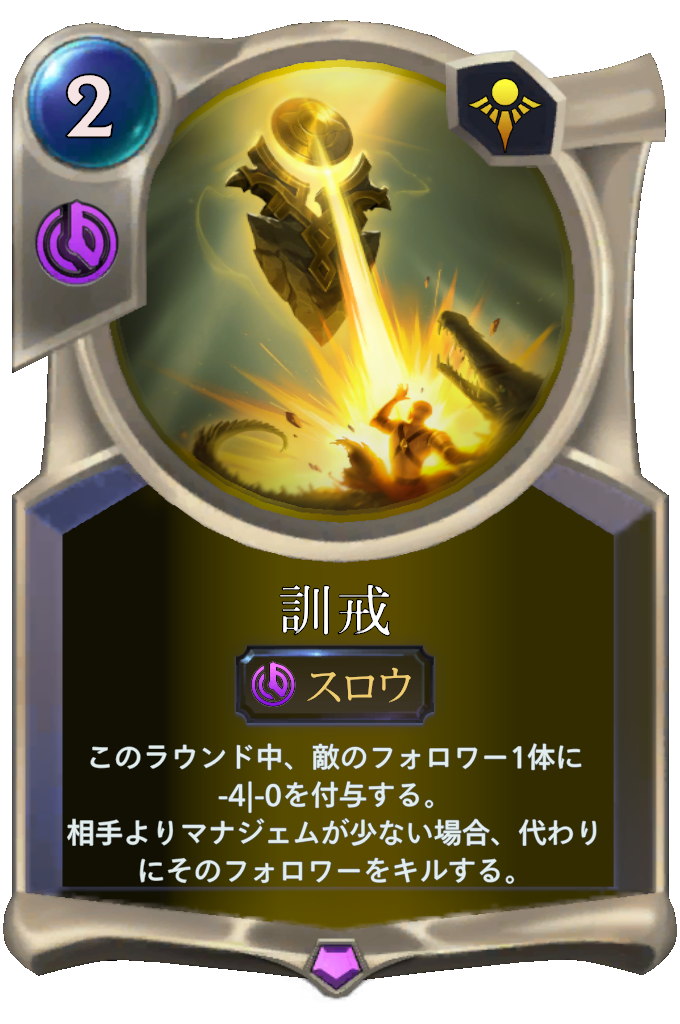 2
訓戒
スロウ
このラウンド中、敵のフォロワー1体に
-4|-0を付与する。
相手よりマナジェムが少ない場合、代わり
にそのフォロワーをキルする。